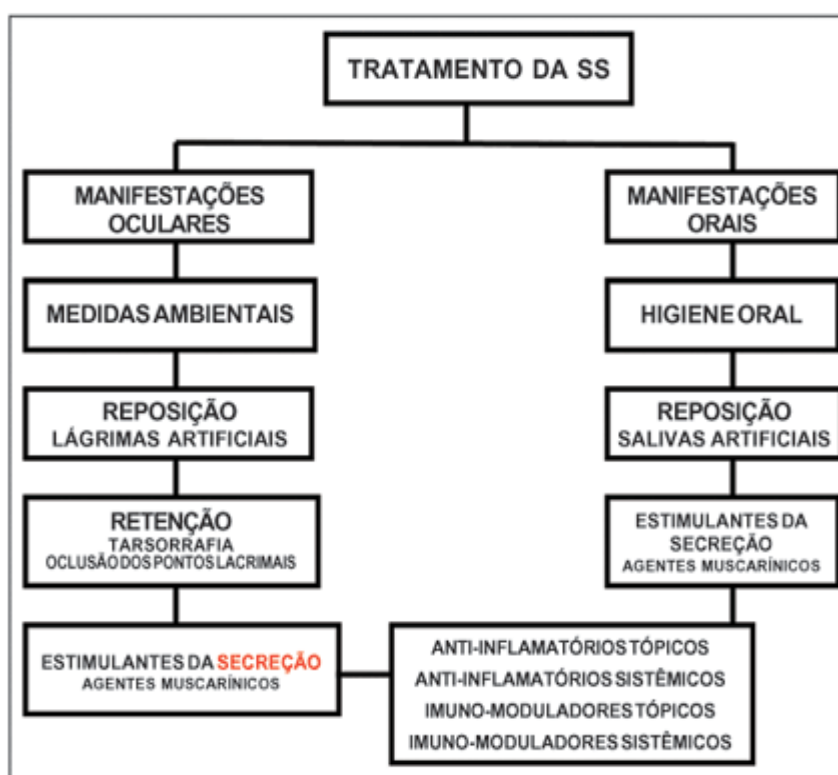 TRATAMENTO DA SS
MANIFESTAÇÕES
OCULARES
MEDIDAS AMBIENTAIS
REPOSIÇÃO
LÁGRIMAS ARTIFICIAIS
RETENÇÃO
TARSORRAFIA
OCLUSÃO DOS PONTOS LACRIMAIS
ESTIMULANTES DA SECREÇÃO
AGENTES MUSCARÍNICOS
MANIFESTAÇÕES
ORAIS
HIGIENE ORAL
REPOSIÇÃO
SALIVAS ARTIFICIAIS
ESTIMULANTES DA
SECREÇÃO
AGENTES MUSCARÍNICOS
ANTI-INFLAMATÓRIOS TÓPICOS
ANTI-INFLAMATÓRIOS SISTÊMICOS
IMUNO-MODULADORES TÓPICOS
IMUNO-MODULADORES SISTÊMICOS